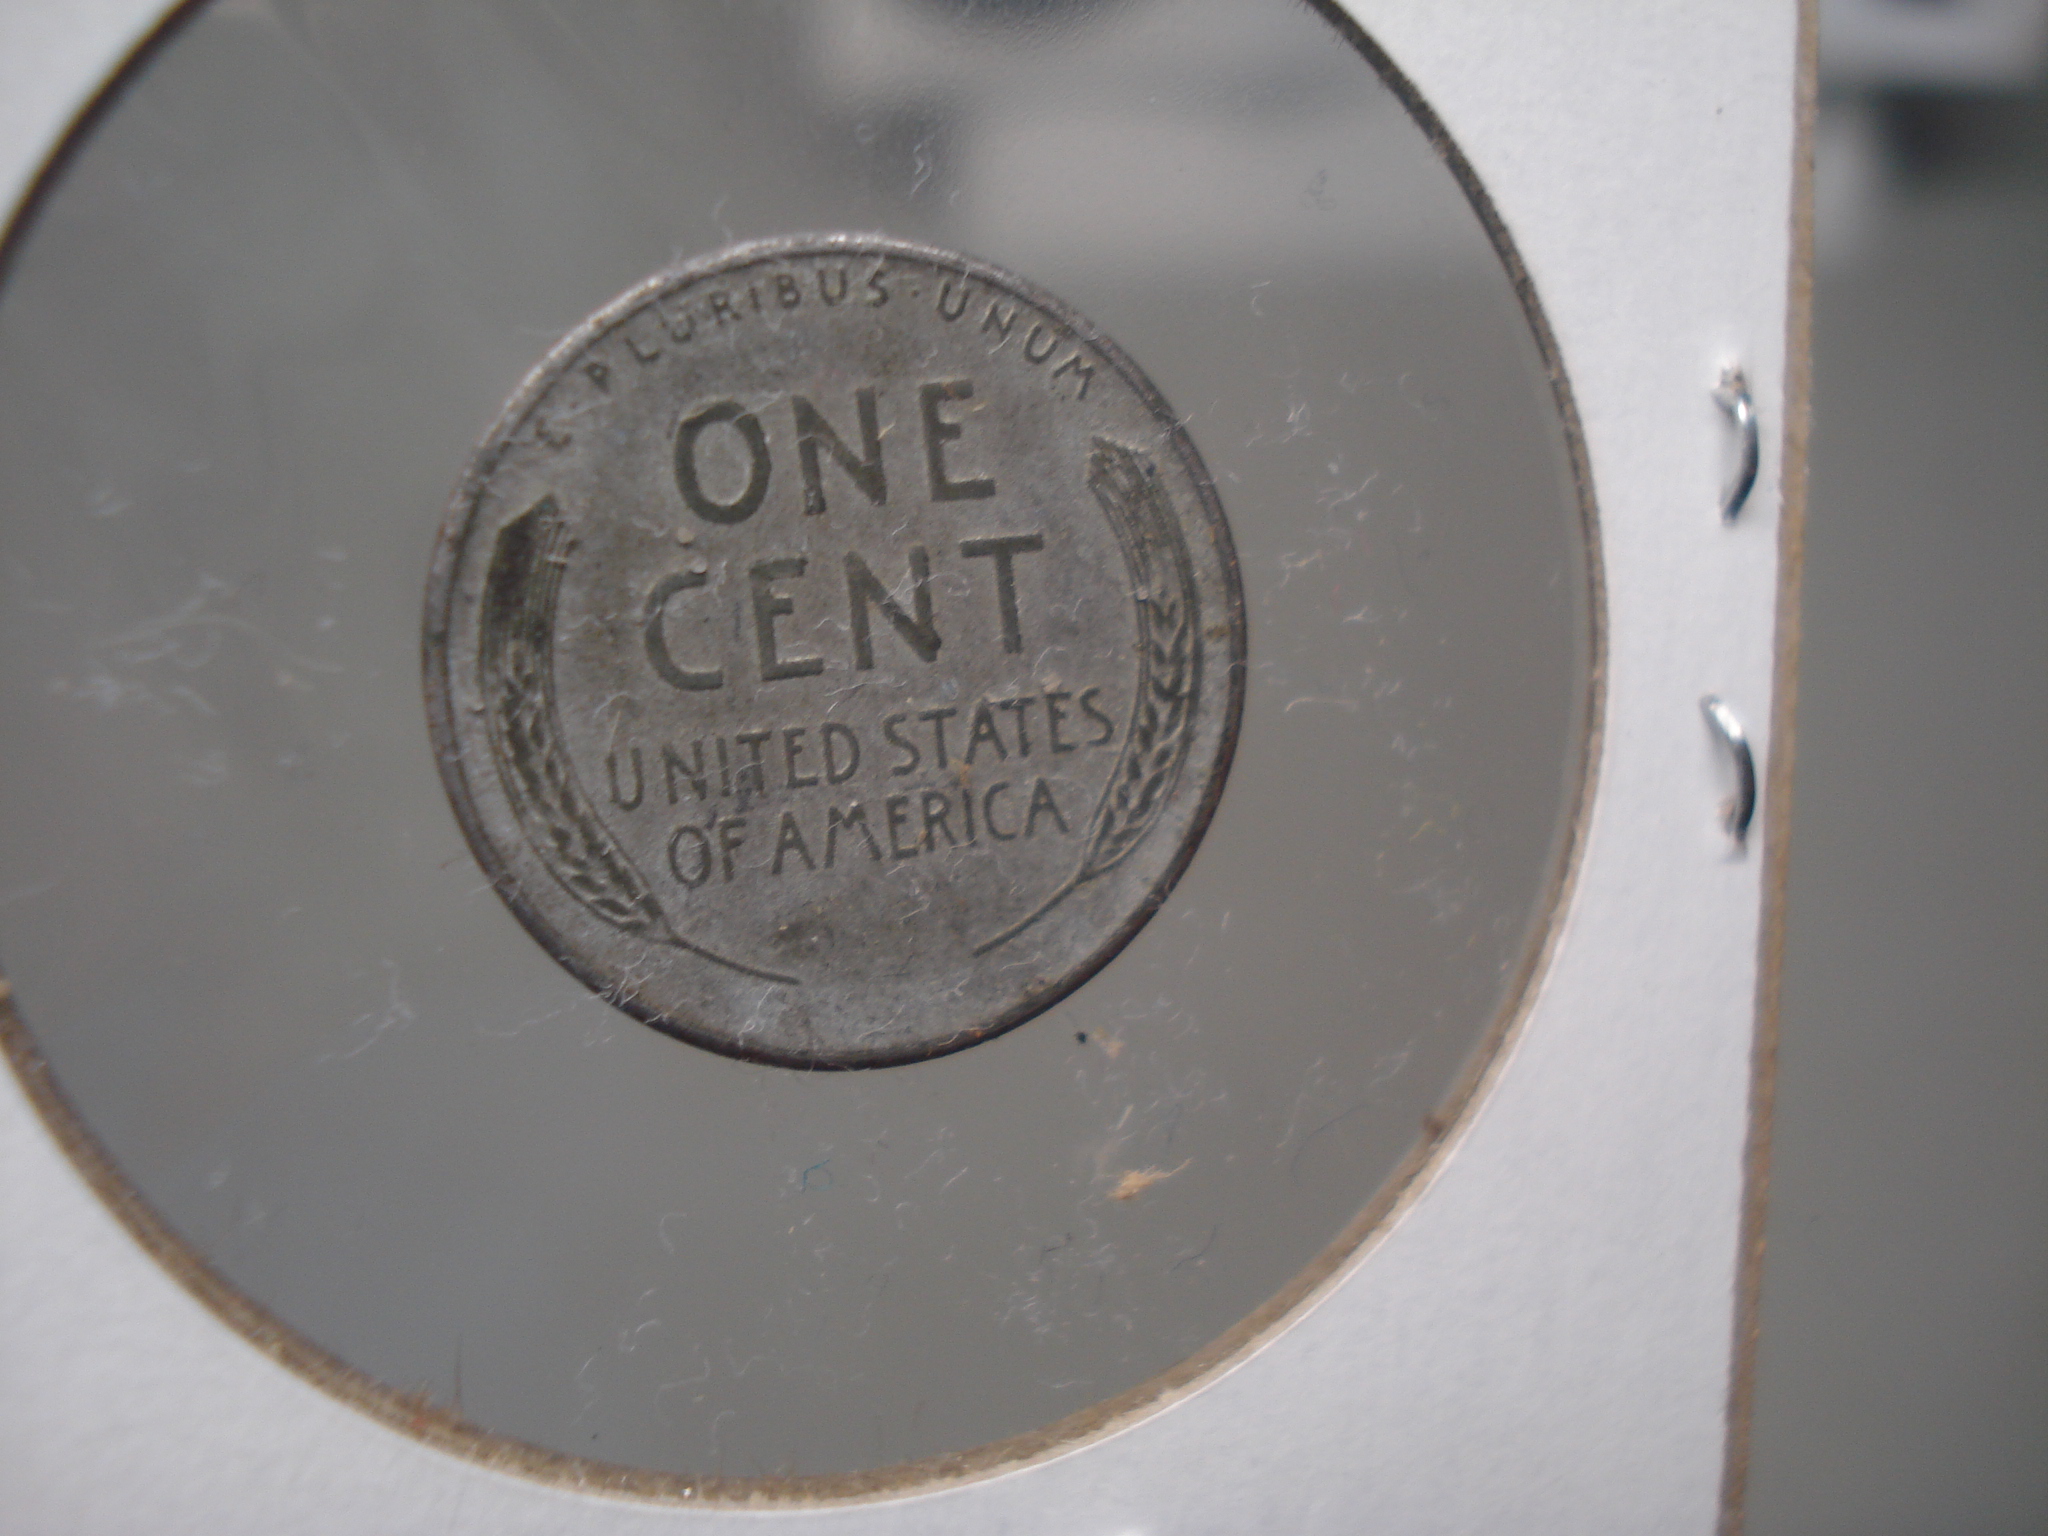 E·PLURIBUS·UNUM
ONE
CENT
UNITED STATES
OF AMERICA